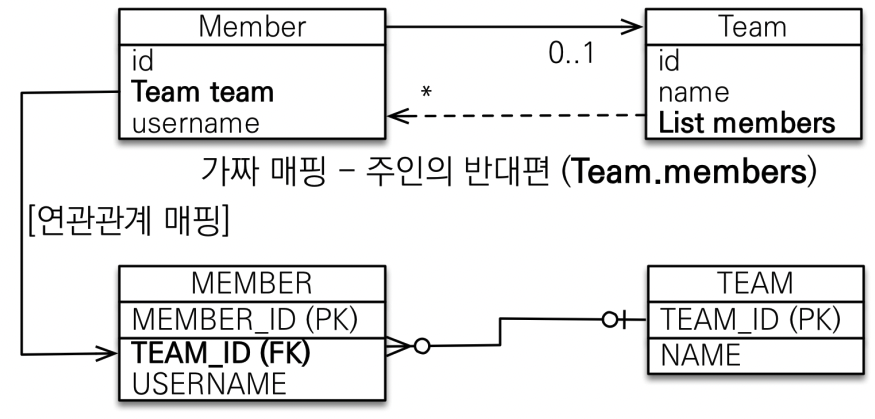 Member
id
Team team
username
0..1
*
Team
id
name
List members
가짜 매핑 - 주인의 반대편 (Team.members)
[연관관계 매핑]
MEMBER
MEMBER_ID (PK)
TEAM_ID (FK)
USERNAME
TEAM
TEAM_ID (PK)
NAME